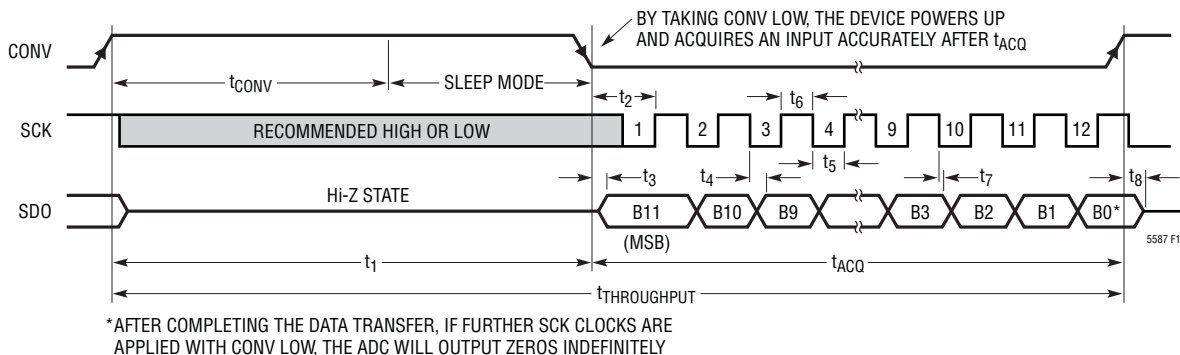 BY TAKING CONV LOW, THE DEVICE POWERS UP
AND ACQUIRES AN INPUT ACCURATELY AFTER tACQ
CONV
tCONV
SLEEP MODE
t2
t6
SCK
RECOMMENDED HIGH OR LOW
1
2
3
4
9
10
11
12
t3
t4
t5
t7
t8
SDO
Hi-Z STATE
B11
B10
B9
B3
B2
B1
B0*
(MSB)
5587 F1
t1
tACQ
tTHROUGHPUT
*AFTER COMPLETING THE DATA TRANSFER, IF FURTHER SCK CLOCKS ARE
APPLIED WITH CONV LOW, THE ADC WILL OUTPUT ZEROS INDEFINITELY